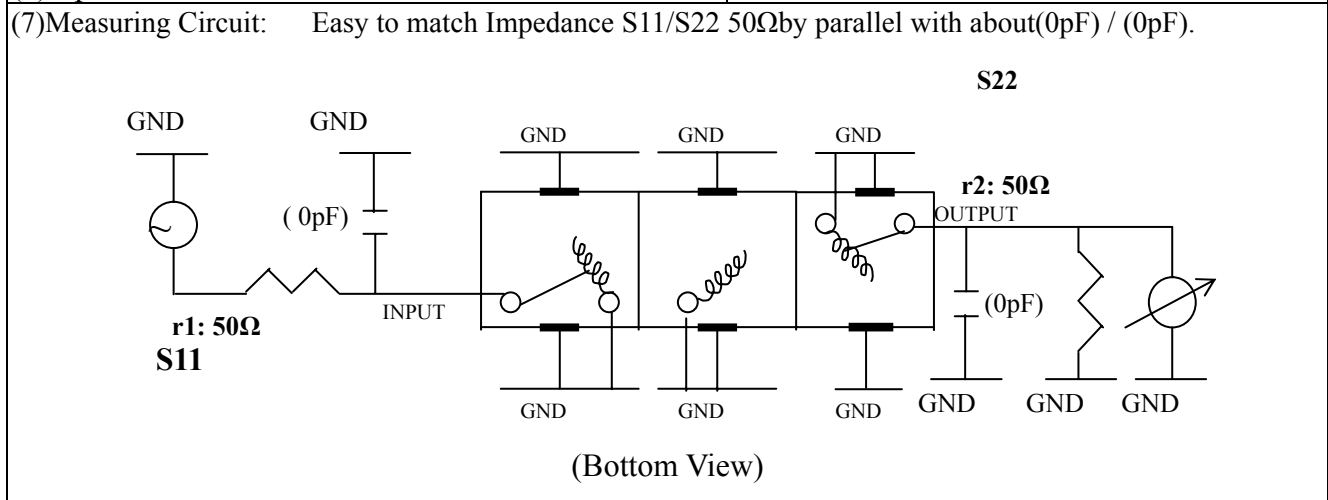 (7)Measuring Circuit: Easy to match Impedance S11/S22 50Ωby parallel with about(0pF) / (0pF).
S22
GND GND GND GND GND
( 0pF) r2: 50Ω
OUTPUT
INPUT (0pF)
r1: 50Ω
S11
GND GND GND GND GND GND
(Bottom View)